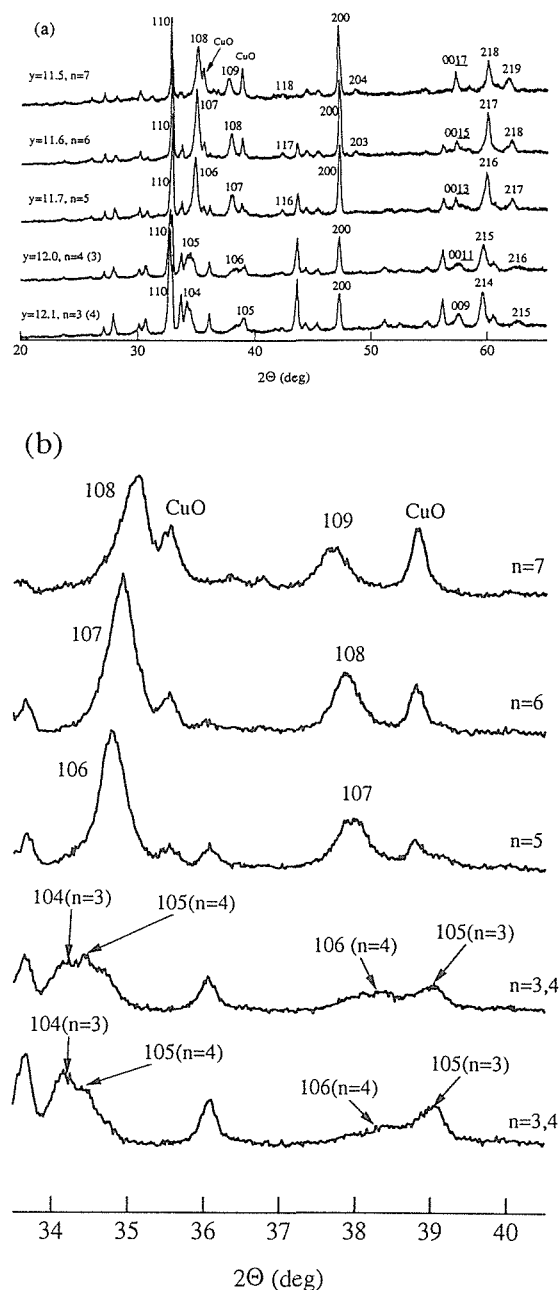 (a)
110
108
CuO
CuO
109
118
200
204
0017
218
219
y=11.5, n=7
110
107
108
117
200
203
0015
217
218
y=11.6, n=6
110
106
107
116
200
0013
216
217
y=11.7, n=5
110
105
106
200
0011
215
216
y=12.0, n=4 (3)
110
104
105
200
009
214
215
y=12.1, n=3 (4)
20 30 40 50 60
2Θ (deg)
(b)
108
CuO
109
CuO
n=7
107
108
n=6
106
107
n=5
104(n=3)
105(n=4)
106 (n=4)
105(n=3)
n=3,4
104(n=3)
105(n=4)
106(n=4)
105(n=3)
n=3,4
34 35 36 37 38 39 40
2Θ (deg)